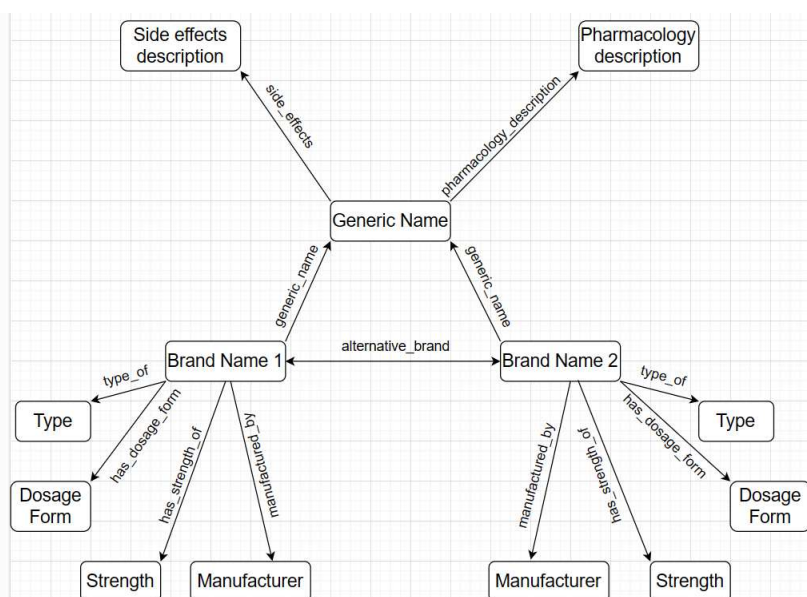 Side effects
description
Pharmacology
description
side_effects
pharmacology_description
Generic Name
generic_name
generic_name
alternative_brand
Brand Name 1
Brand Name 2
type_of
type_of
Type
Type
has_dosage_form
has_strength_of
manufactured_by
manufactured_by
has_strength_of
has_dosage_form
Dosage
Form
Dosage
Form
Strength
Manufacturer
Manufacturer
Strength